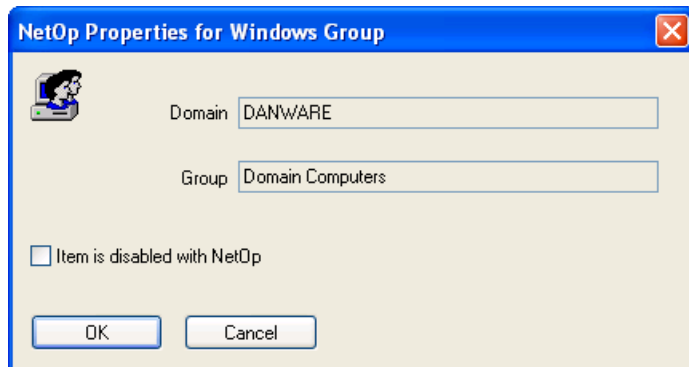 NetOp Properties for Windows Group
Domain DANWARE
Group Domain Computers
Item is disabled with NetOp
OK Cancel